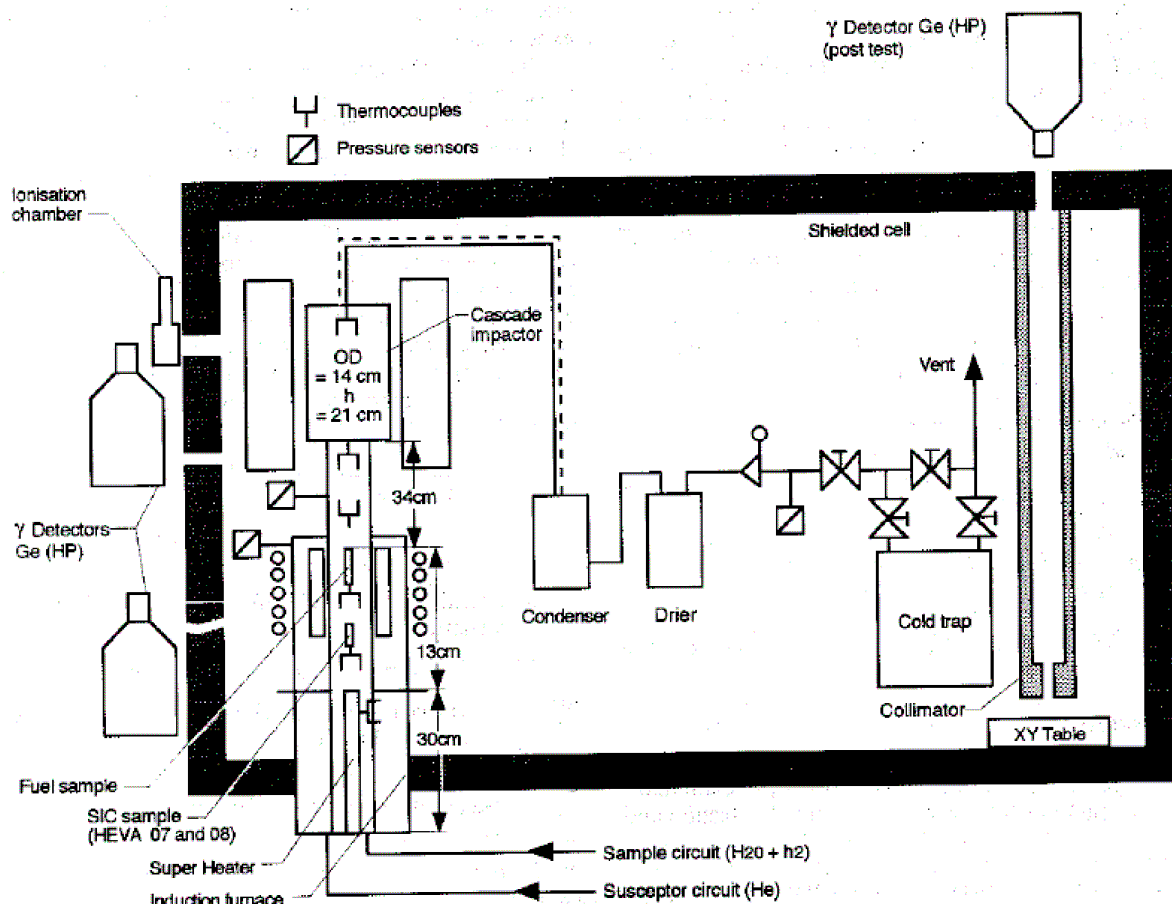 γ Detector Ge (HP)
(post test)
Thermocouples
Pressure sensors
Ionisation
chamber
Shielded cell
Cascade
impactor
OD
= 14 cm
h
= 21 cm
Vent
34cm
γ Detectors
Ge (HP)
Condenser
Drier
Cold trap
13cm
Collimator
30cm
XY Table
Fuel sample
SIC sample
(HEVA 07 and 08)
Super Heater
Sample circuit (H20 + h2)
Induction furnace
Susceptor circuit (He)